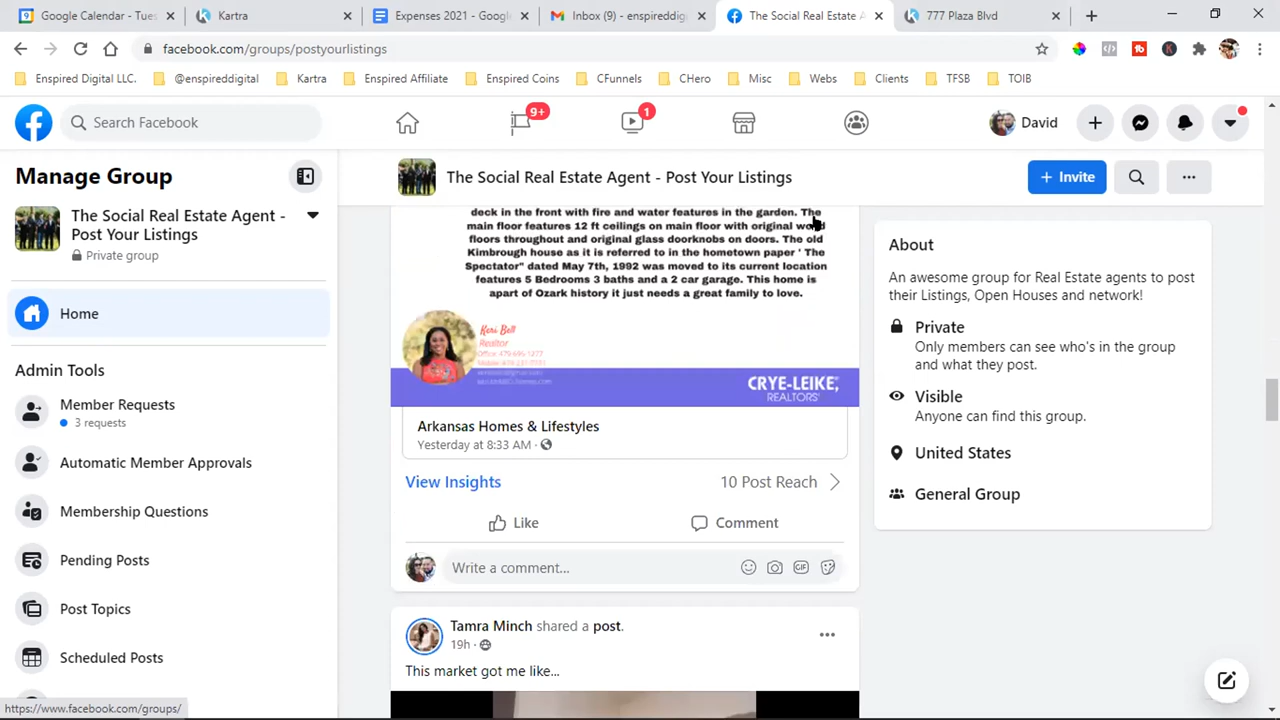 Google Calendar - Tues
Kartra
Expenses 2021 - Googl
Inbox (9) - enspireddigi
The Social Real Estate A
777 Plaza Blvd
facebook.com/groups/postyourlistings
Enspired Digital LLC.
@enspireddigital
Kartra
Enspired Affiliate
Enspired Coins
CFunnels
CHero
Misc
Webs
Clients
TFSB
TOIB
Search Facebook
9+
1
David
Manage Group
The Social Real Estate Agent -
Post Your Listings
Private group
Home
Admin Tools
Member Requests
3 requests
Automatic Member Approvals
Membership Questions
Pending Posts
Post Topics
Scheduled Posts
https://www.facebook.com/groups/
The Social Real Estate Agent - Post Your Listings
+ Invite
deck in the front with fire and water features in the garden. The
main floor features 12 ft ceilings on main floor with original wood
floors throughout and original glass doorknobs on doors. The old
Kimbrough house as it is referred to in the hometown paper ' The
Spectator" dated May 7th, 1992 was moved to its current location
features 5 Bedrooms 3 baths and a 2 car garage. This home is
apart of Ozark history it just needs a great family to love.
Keri Bell
Realtor
CRYE-LEIKE,
REALTORS
Arkansas Homes & Lifestyles
Yesterday at 8:33 AM ·
View Insights
10 Post Reach
Like
Comment
Write a comment...
GIF
Tamra Minch shared a post.
19h ·
This market got me like...
About
An awesome group for Real Estate agents to post
their Listings, Open Houses and network!
Private
Only members can see who's in the group
and what they post.
Visible
Anyone can find this group.
United States
General Group